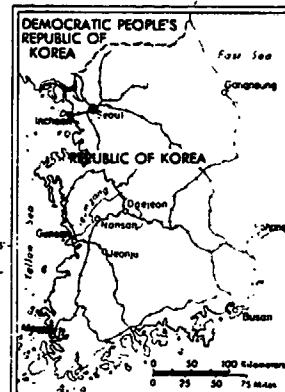 DEMOCRATIC PEOPLE'S
REPUBLIC OF
KOREA
East Sea
Gangneung
Seoul
Incheon
REPUBLIC OF KOREA
Daejeon
Nonsan
Yellow Sea
Jeonju
Busan
0 50 100 Kilometers
0 25 50 75 Miles